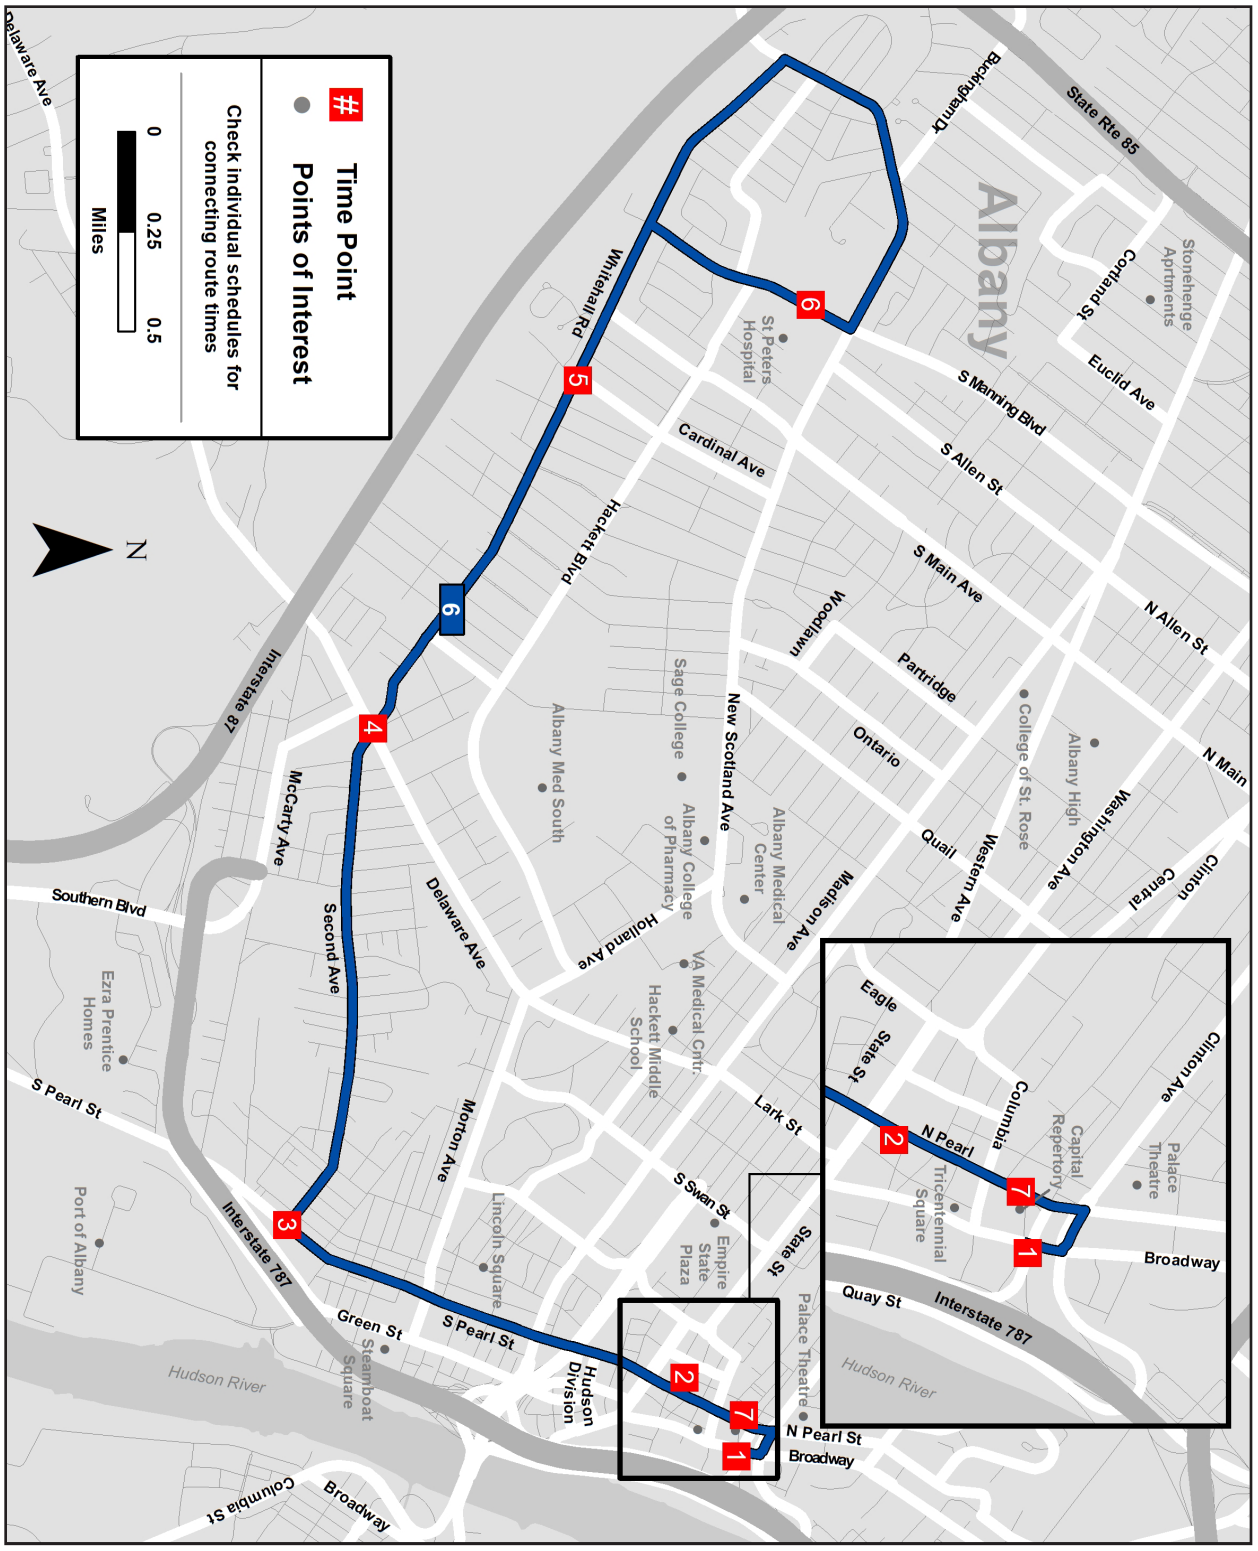 Delaware Ave
#
Time Point
Points of Interest
Check individual schedules for
connecting route times
0
0.25
0.5
Miles
N
Buckingham Dr
State Rte 85
Albany
Stonehenge
Aprtments
Cortland St
Euclid Ave
S Manning Blvd
S Allen St
N Allen St
S Main Ave
N Main
6
St Peters
Hospital
Whitehall Rd
5
Cardinal Ave
Hackett Blvd
6
Woodlawn
Partridge
Ontario
Quail
College of St. Rose
Albany High
Washington Ave
Western Ave
Central
Clinton
Sage College
New Scotland Ave
Albany Med South
Albany College
of Pharmacy
Albany Medical
Center
Madison Ave
Interstate 87
4
McCarty Ave
Southern Blvd
Second Ave
Delaware Ave
Holland Ave
VA Medical Cntr.
Hackett Middle
School
Ezra Prentice
Homes
S Pearl St
Morton Ave
Lark St
S Swan St
State St
Port of Albany
Interstate 787
3
Lincoln Square
Empire
State
Plaza
Palace Theatre
Green St
S Pearl St
Steamboat
Square
Hudson River
Hudson
Division
2
7
1
N Pearl St
Broadway
Columbia St
Broadway
Eagle
State St
Clinton Ave
Columbia
Capital
Repertory
Palace
Theatre
2
N Pearl
Tricentennial
Square
7
1
Broadway
Quay St
Interstate 787
Hudson River